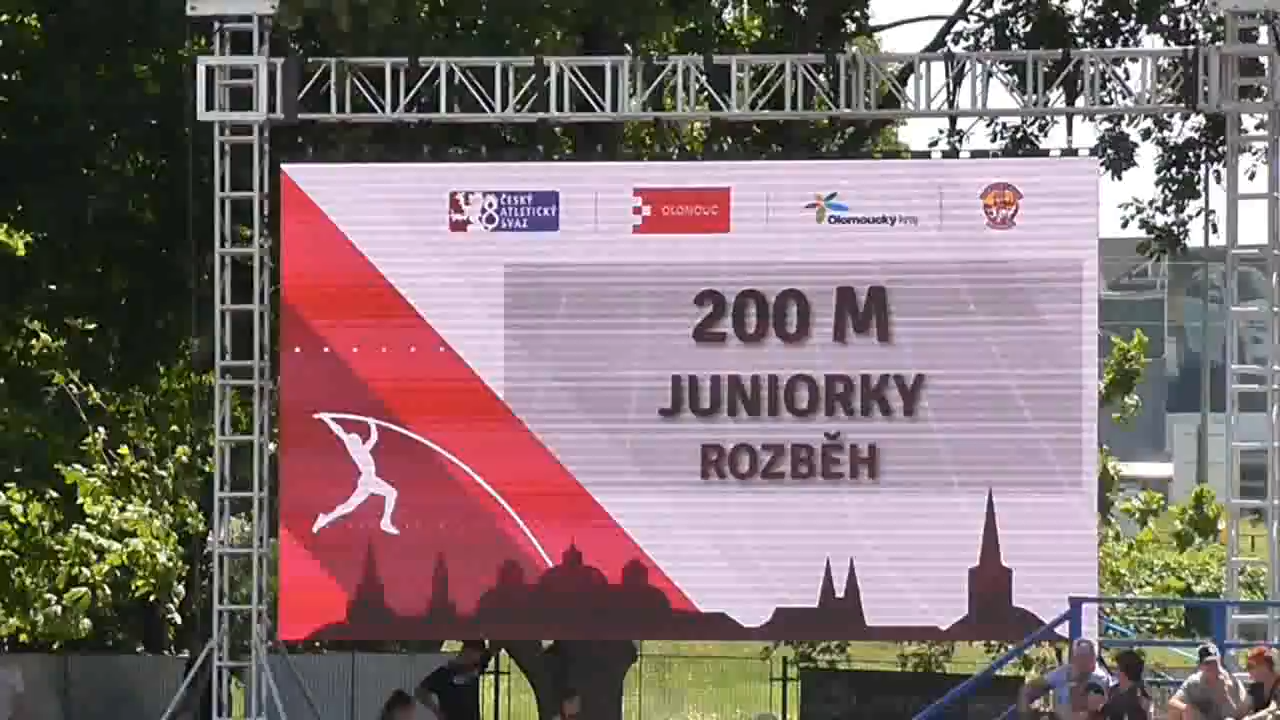 ČESKÝ
ATLETICKÝ
SVAZ
OLOMOUC
Olomoucký kraj
200 M
JUNIORKY
ROZBĚH